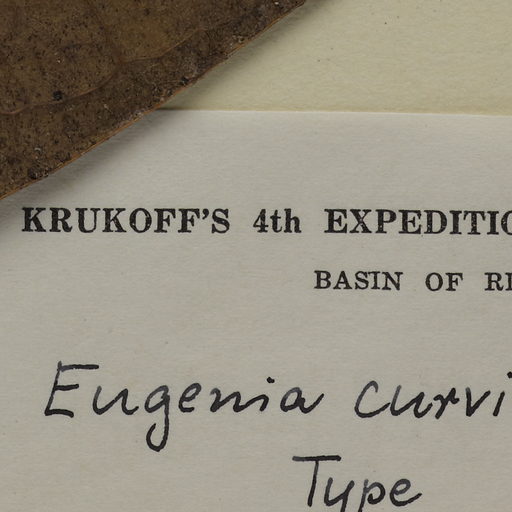 KRUKOFF'S 4th EXPEDITIO
BASIN OF RI
Eugenia curvi
Type